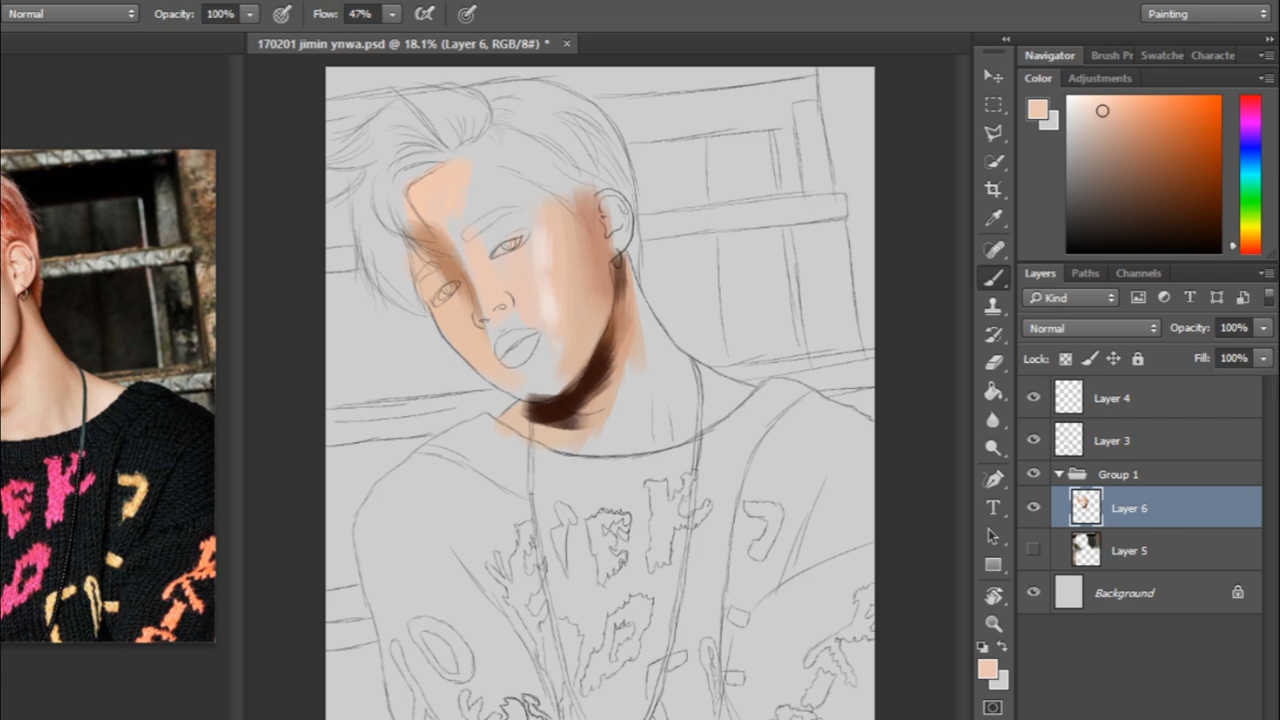 Normal
Opacity: 100%
Flow: 47%
Painting
170201 jimin ynwa.psd @ 18.1% (Layer 6, RGB/8#) *
Navigator Brush Pr Swatche Characte
Color Adjustments
Layers Paths Channels
Kind
Normal
Opacity: 100%
Lock:
Fill: 100%
Layer 4
Layer 3
Group 1
Layer 6
Layer 5
Background